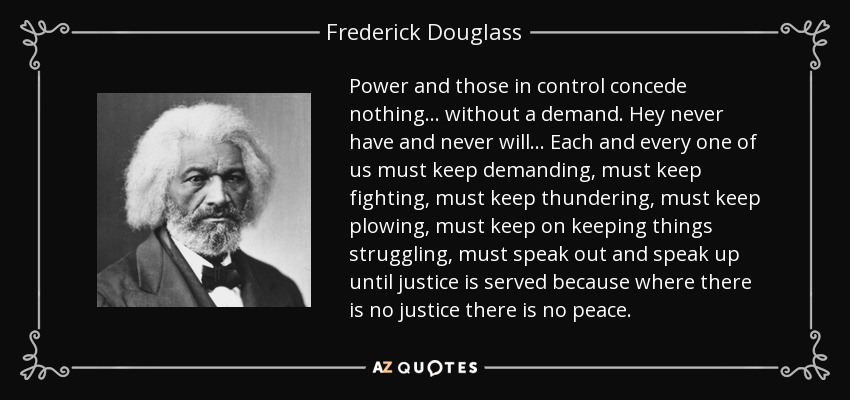 Frederick Douglass
Power and those in control concede
nothing... without a demand. Hey never
have and never will... Each and every one of
us must keep demanding, must keep
fighting, must keep thundering, must keep
plowing, must keep on keeping things
struggling, must speak out and speak up
until justice is served because where there
is no justice there is no peace.
AZ QUOTES